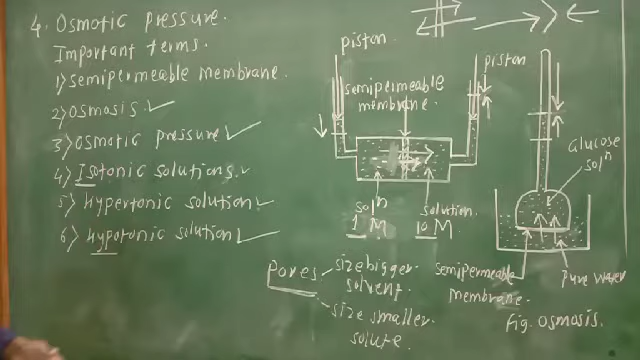 4. Osmotic pressure.
Important terms.
1) semipermeable membrane.
2) osmosis.
3) osmotic pressure
4) Isotonic solutions.
5) Hypertonic solution.
6) Hypotonic solution
piston
semipermeable
membrane.
piston
soln
1 M
solution.
10 M
Pores
size bigger
solvent.
size smaller
solute.
Glucose
soln
semipermeable
membrane.
pure water
fig. osmosis.